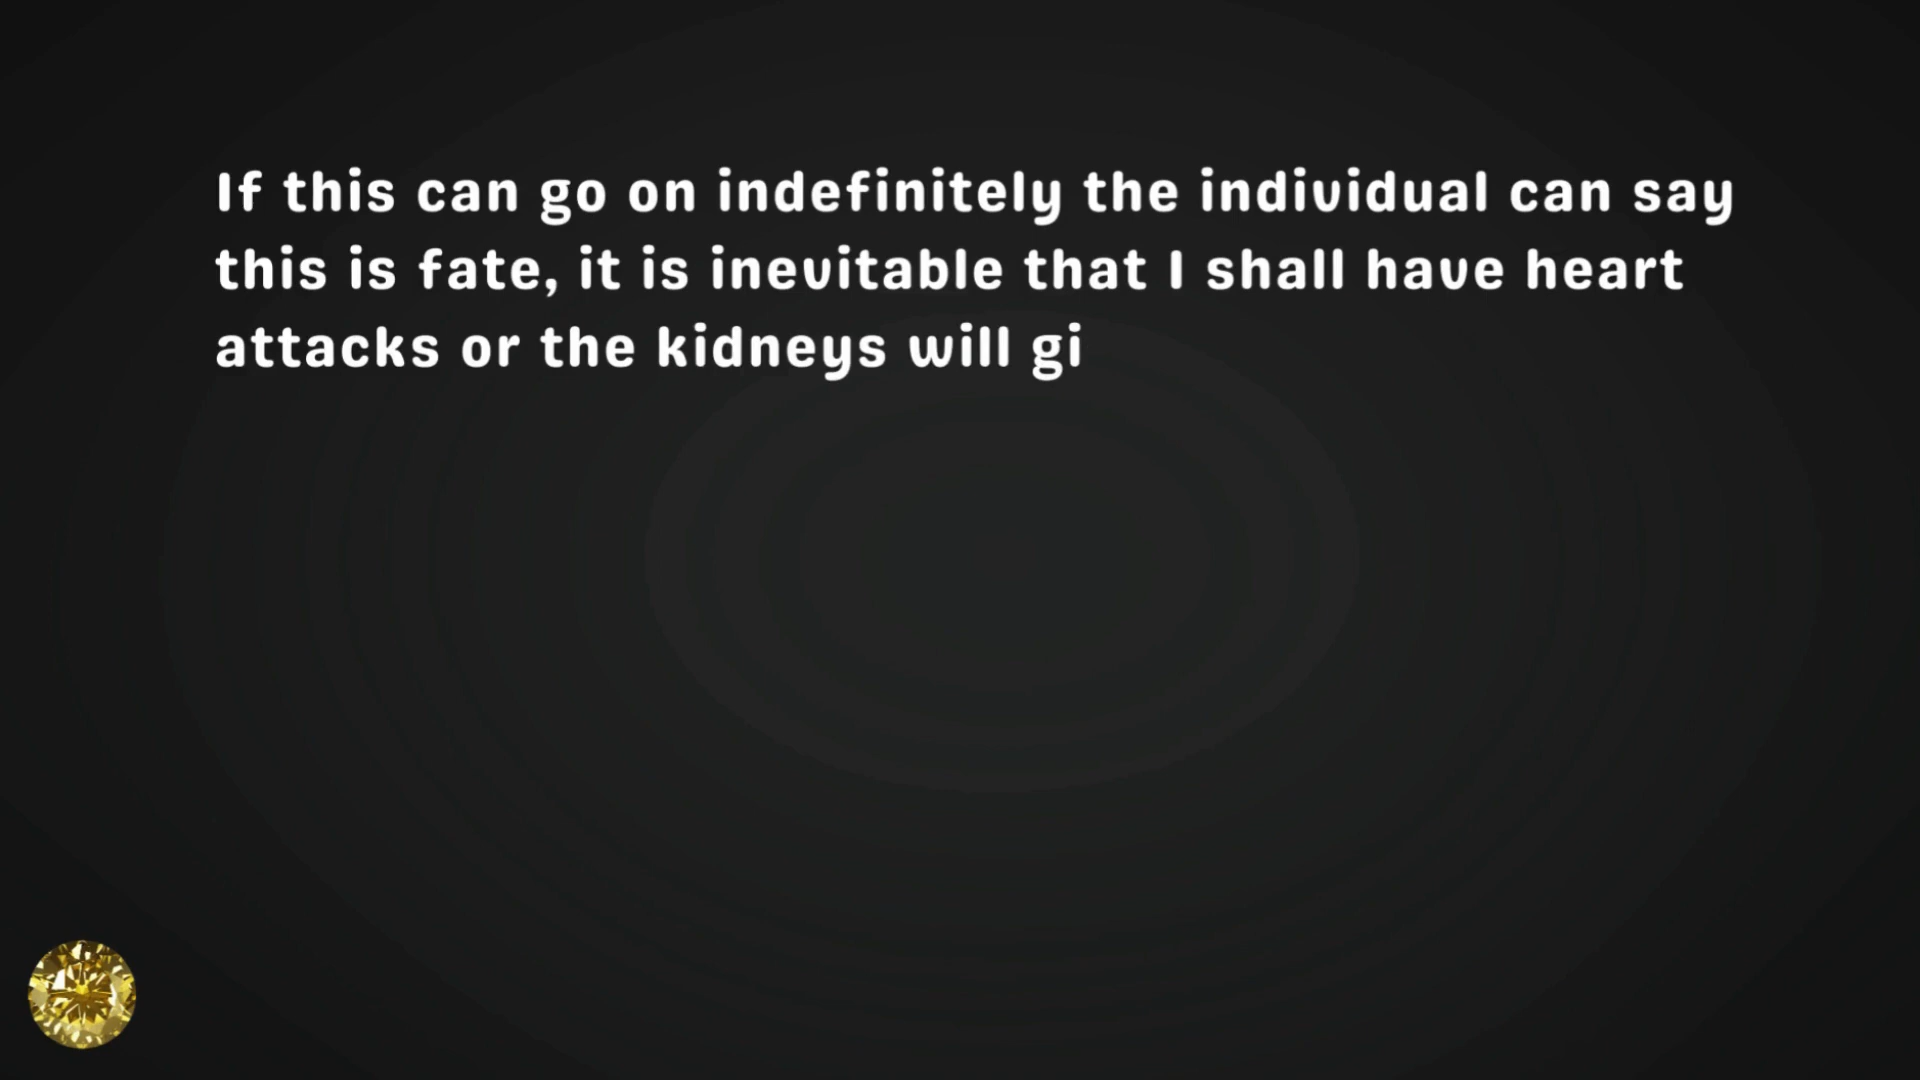 If this can go on indefinitely the individual can say
this is fate, it is inevitable that I shall have heart
attacks or the kidneys will gi